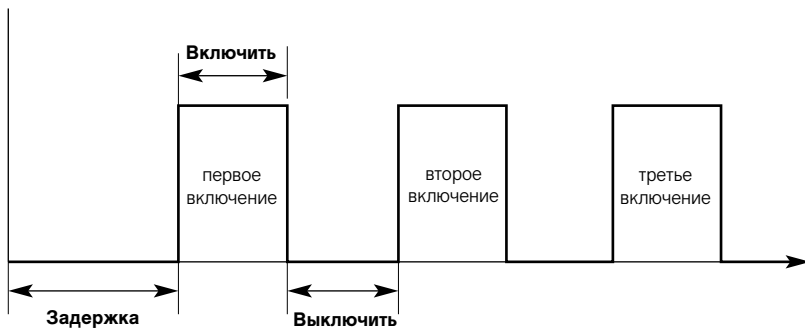 Включить
первое
включение
второе
включение
третье
включение
Задержка
Выключить